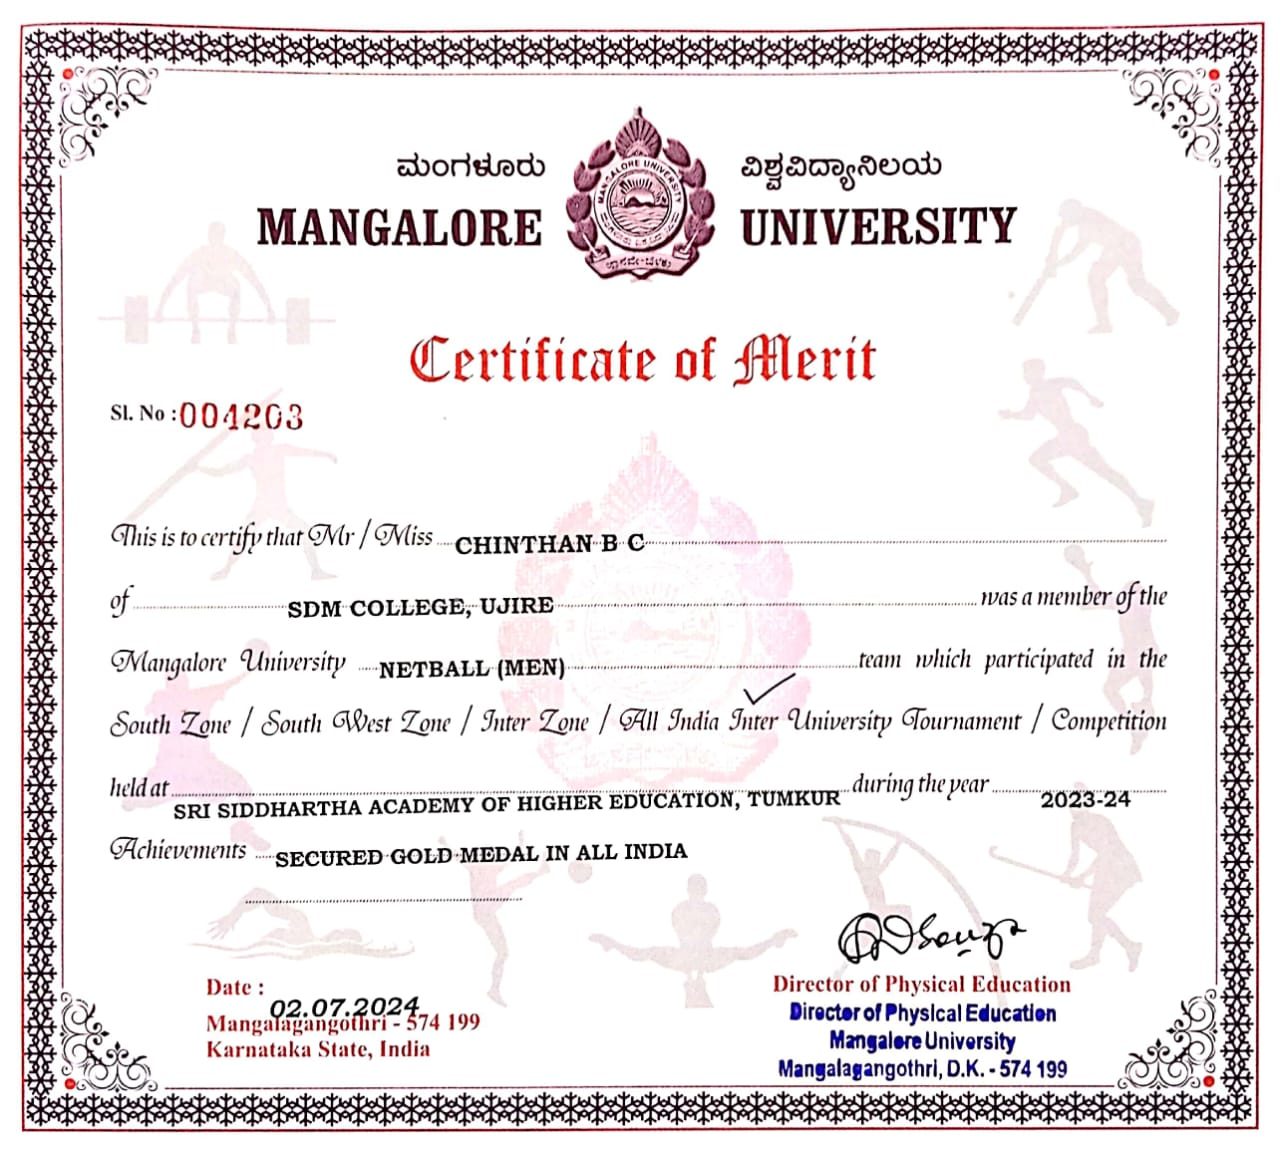 ಮಂಗಳೂರು ವಿಶ್ವವಿದ್ಯಾನಿಲಯ
MANGALORE UNIVERSITY
MANGALORE UNIVERSITY
Certificate of Merit
Sl. No : 004203
This is to certify that Mr / Miss CHINTHAN B C
of SDM COLLEGE, UJIRE was a member of the
Mangalore University NETBALL (MEN) team which participated in the
South Zone / South West Zone / Inter Zone / All India Inter University Tournament / Competition
held at SRI SIDDHARTHA ACADEMY OF HIGHER EDUCATION, TUMKUR during the year 2023-24
Achievements SECURED GOLD MEDAL IN ALL INDIA
Date :
02.07.2024
Mangalagangothri - 574 199
Karnataka State, India
Director of Physical Education
Director of Physical Education
Mangalore University
Mangalagangothri, D.K. - 574 199